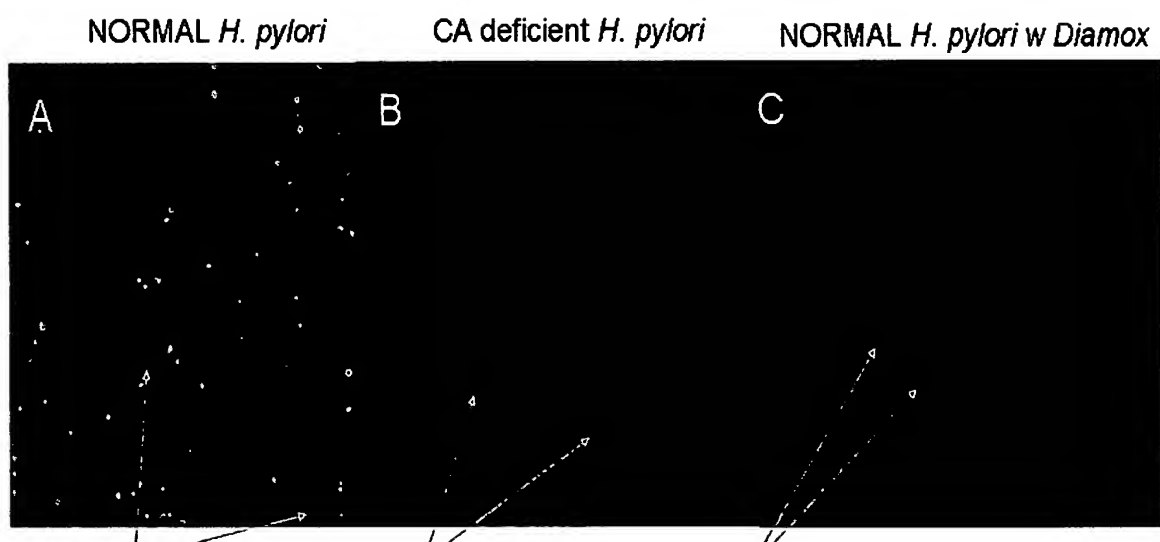 NORMAL H. pylori
CA deficient H. pylori
NORMAL H. pylori w Diamox
A
B
C